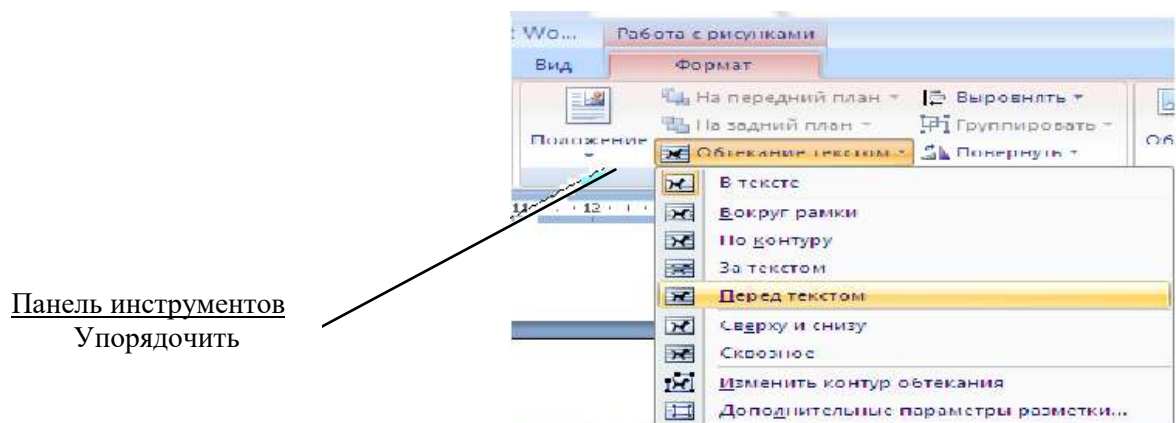 t Wo... Работа с рисунками
Вид Формат
На передний план Выровнять
На задний план Группировать
Положение Обтекание текстом Повернуть Об
В тексте
11 12
Вокруг рамки
По контуру
За текстом
Панель инструментов
Перед текстом
Упорядочить
Сверху и снизу
Сквозное
Изменить контур обтекания
Дополнительные параметры разметки...